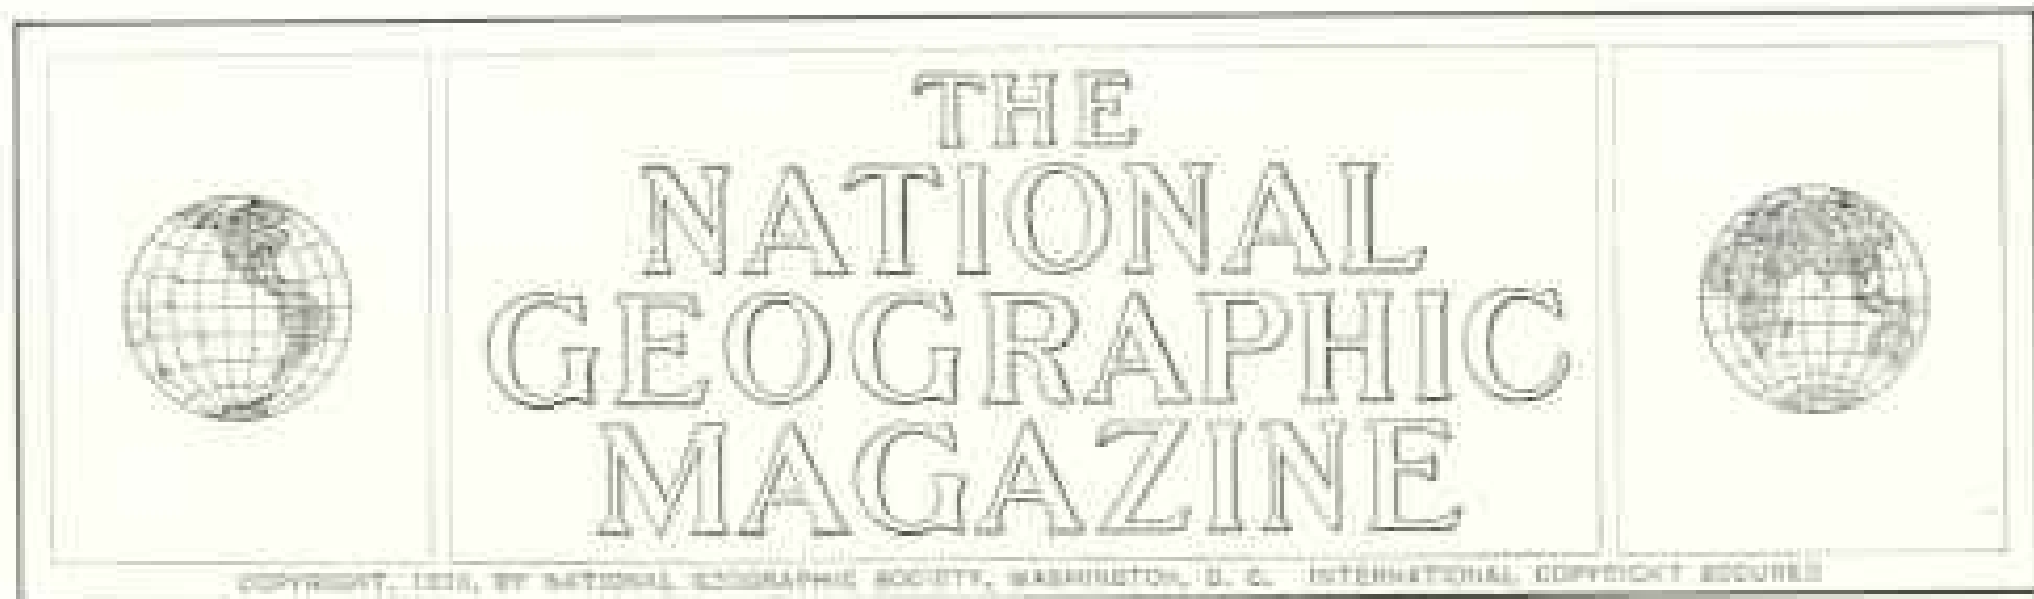 THE
NATIONAL
GEOGRAPHIC
MAGAZINE
COPYRIGHT, BY NATIONAL GEOGRAPHIC SOCIETY, WASHINGTON, D. C. INTERNATIONAL COPYRIGHT SECURED